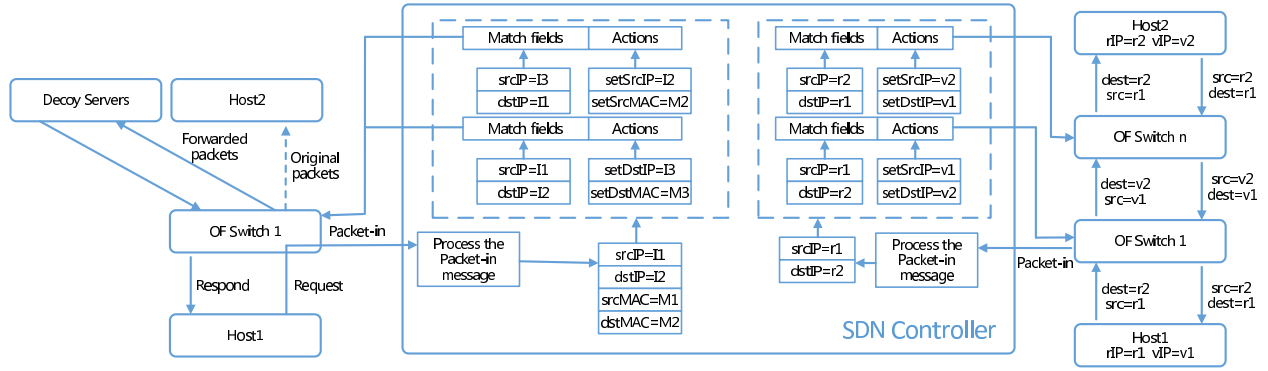 Decoy Servers
Host2
Forwarded
packets
Original
packets
OF Switch 1
Packet-in
Respond
Request
Host1
Match fields
Actions
srcIP=I3
dstIP=I1
setSrcIP=I2
setSrcMAC=M2
Match fields
Actions
srcIP=I1
dstIP=I2
setDstIP=I3
setDstMAC=M3
Process the
Packet-in
message
srcIP=I1
dstIP=I2
srcMAC=M1
dstMAC=M2
Match fields
Actions
srcIP=r2
dstIP=r1
setSrcIP=v2
setDstIP=v1
Match fields
Actions
srcIP=r1
dstIP=r2
setSrcIP=v1
setDstIP=v2
srcIP=r1
dstIP=r2
Process the
Packet-in
message
SDN Controller
Packet-in
Host2
rIP=r2 vIP=v2
dest=r2
src=r1
src=r2
dest=r1
OF Switch n
dest=v2
src=v1
src=v2
dest=v1
OF Switch 1
dest=r2
src=r1
src=r2
dest=r1
Host1
rIP=r1 vIP=v1